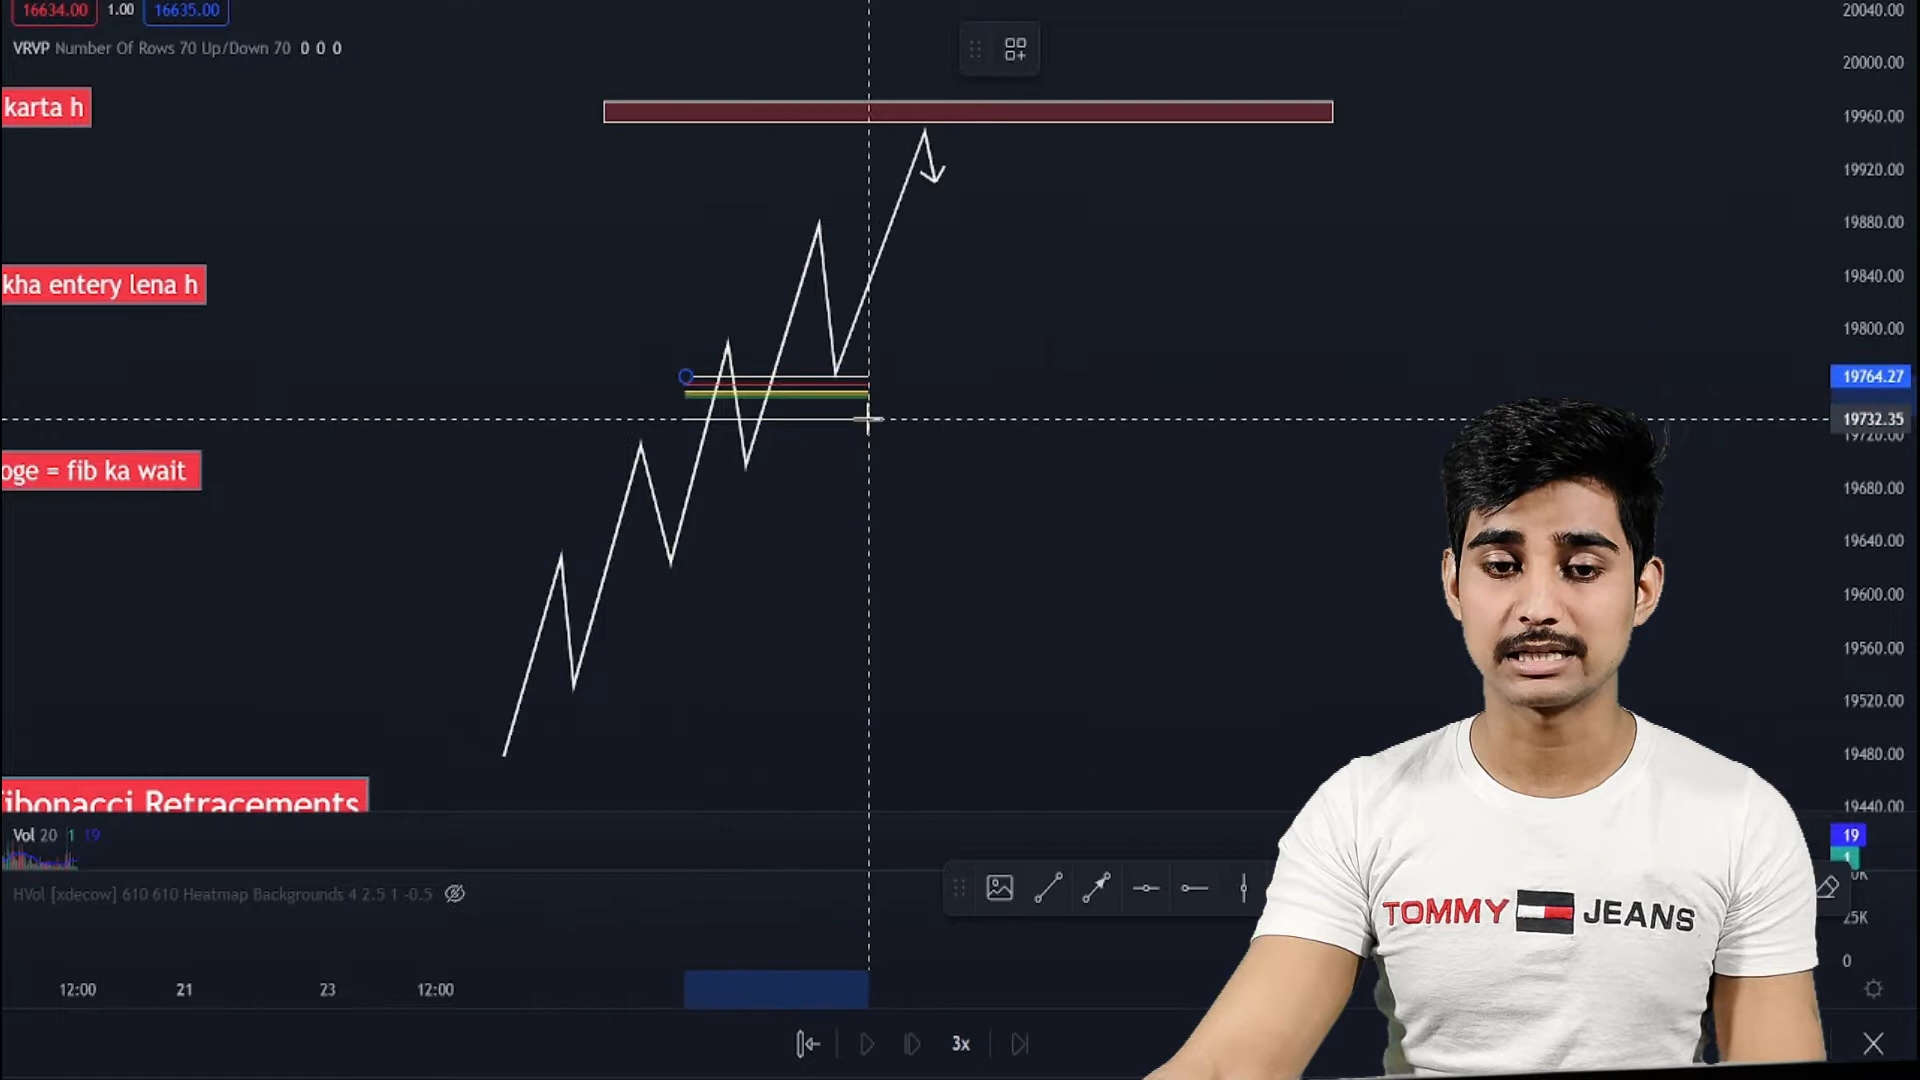 16634.00 1.00 16635.00
VRVP Number Of Rows 70 Up/Down 70 0 0 0
karta h
kha entery lena h
oge = fib ka wait
ibonacci Retracements
Vol 20 1 19
HVol [xdecow] 610 610 Heatmap Backgrounds 4 2.5 1 -0.5
12:00 21 23 12:00
3x
20040.00
20000.00
19960.00
19920.00
19880.00
19840.00
19800.00
19764.27
19732.35
19720.00
19680.00
19640.00
19600.00
19560.00
19520.00
19480.00
19440.00
19
1
25K
0
TOMMY JEANS